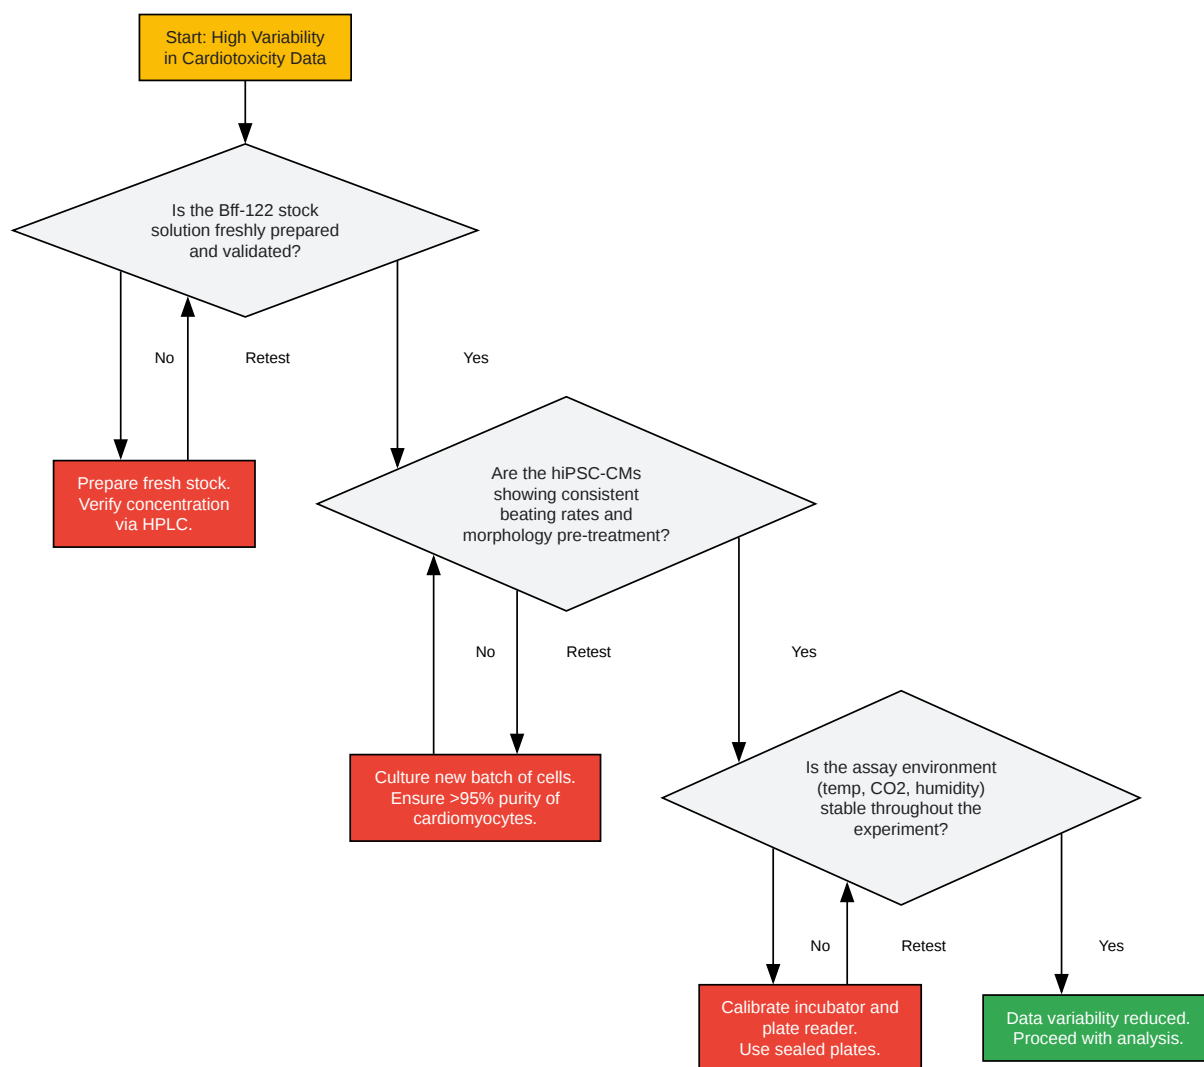 Start: High Variability
in Cardiotoxicity Data
Is the Bff-122 stock
solution freshly prepared
and validated?
No
Retest
Yes
Prepare fresh stock.
Verify concentration
via HPLC.
Are the hiPSC-CMs
showing consistent
beating rates and
morphology pre-treatment?
No
Retest
Yes
Culture new batch of cells.
Ensure >95% purity of
cardiomyocytes.
Is the assay environment
(temp, CO2, humidity)
stable throughout the
experiment?
No
Retest
Yes
Calibrate incubator and
plate reader.
Use sealed plates.
Data variability reduced.
Proceed with analysis.